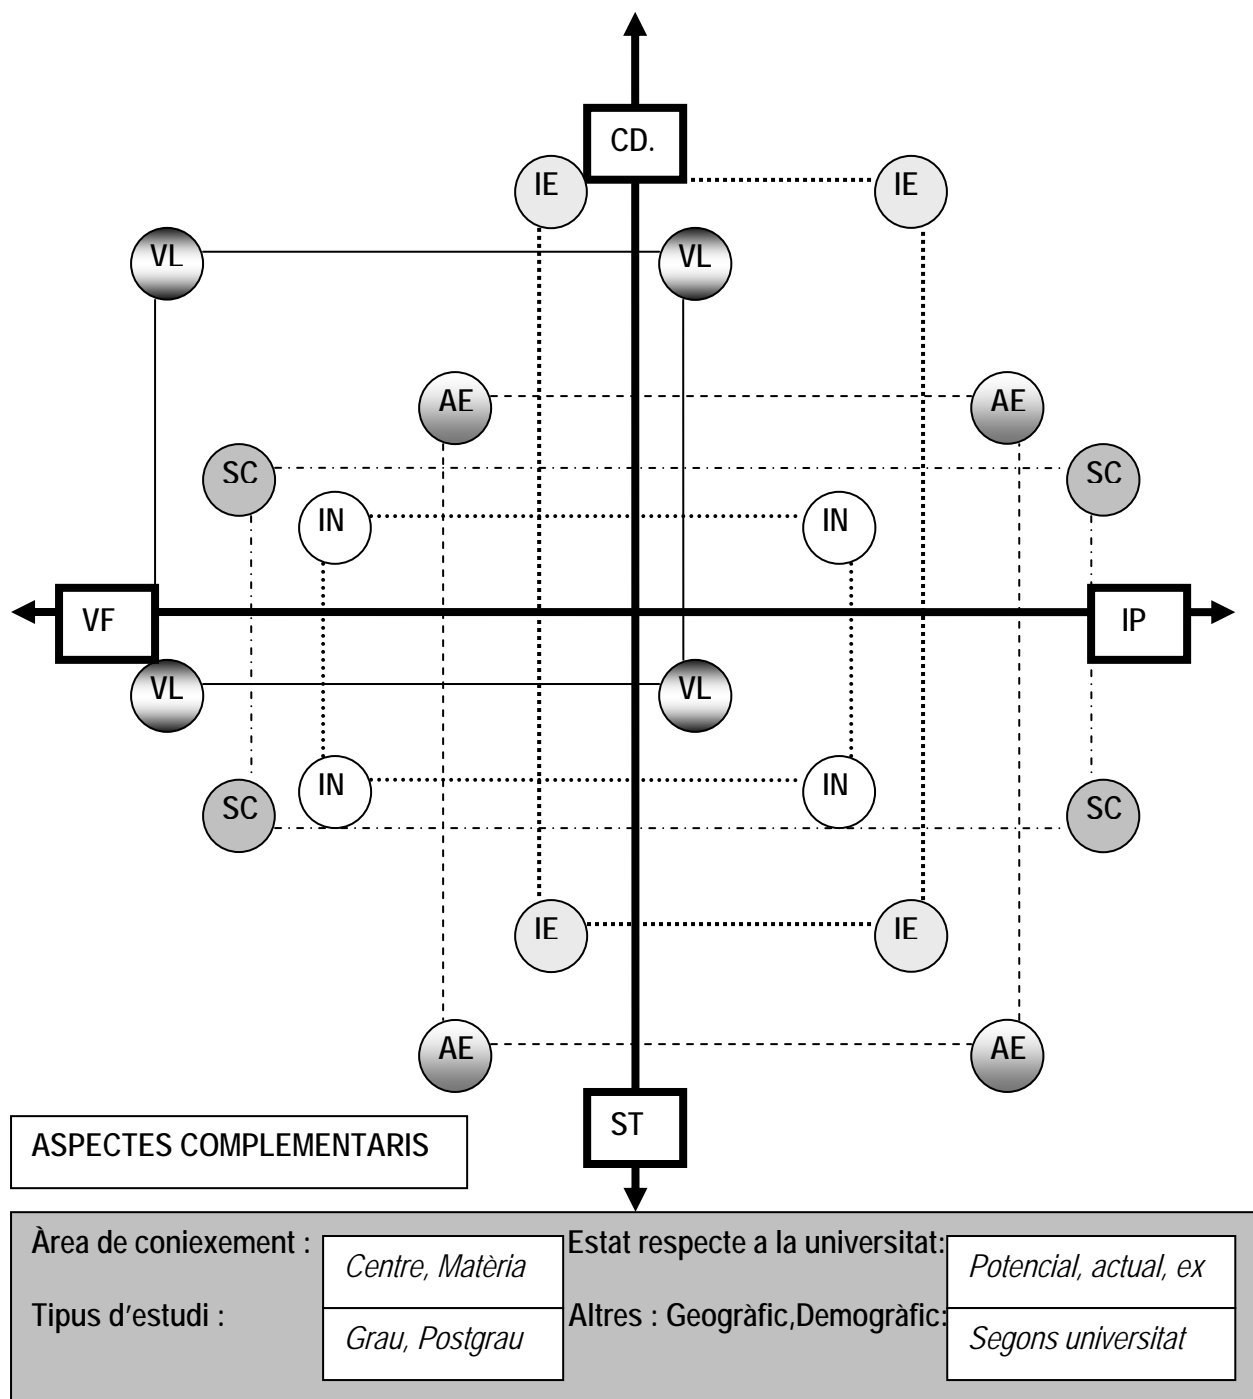 CD.
IE IE
VL VL
AE AE
SC SC
IN IN
VF IP
VL VL
IN IN
SC SC
IE IE
AE AE
ST
ASPECTES COMPLEMENTARIS
Àrea de coniexement : Centre, Matèria Estat respecte a la universitat: Potencial, actual, ex
Tipus d’estudi : Grau, Postgrau Altres : Geogràfic,Demogràfic: Segons universitat